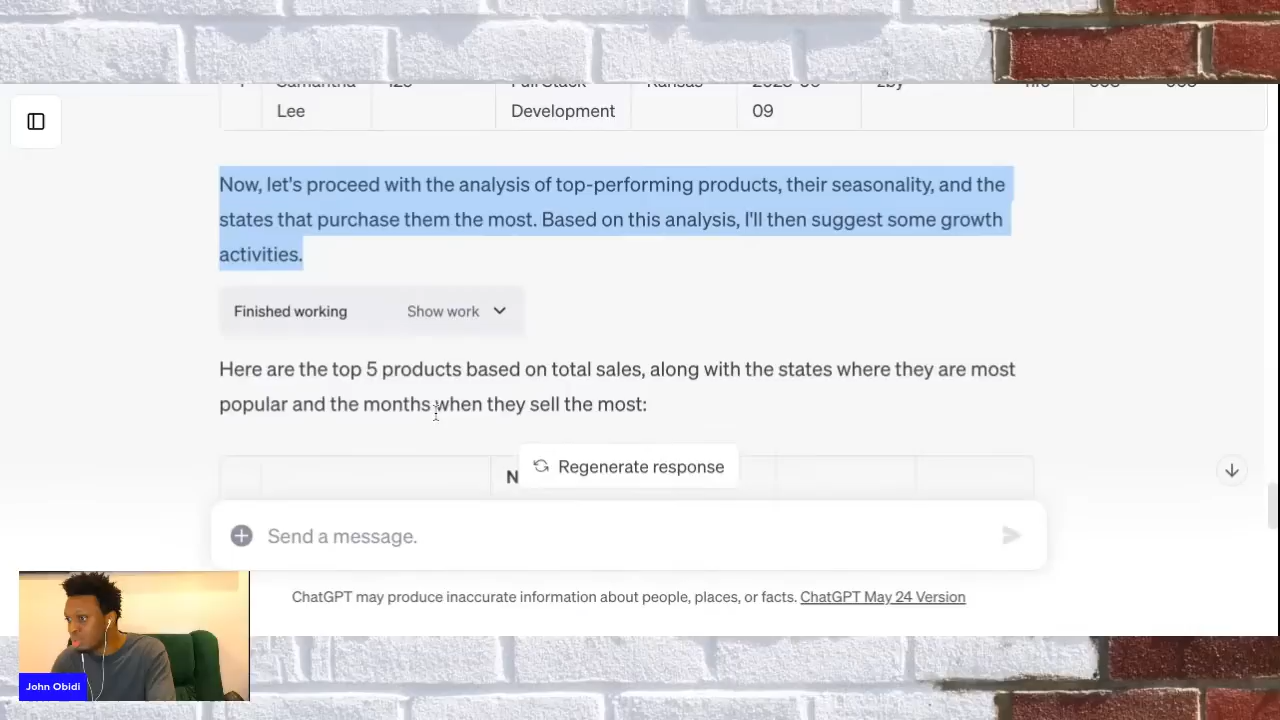 Lee
Development
09
Now, let's proceed with the analysis of top-performing products, their seasonality, and the
states that purchase them the most. Based on this analysis, I'll then suggest some growth
activities.
Finished working
Show work
Here are the top 5 products based on total sales, along with the states where they are most
popular and the months when they sell the most:
N
Regenerate response
Send a message.
ChatGPT may produce inaccurate information about people, places, or facts. ChatGPT May 24 Version
John Obidi